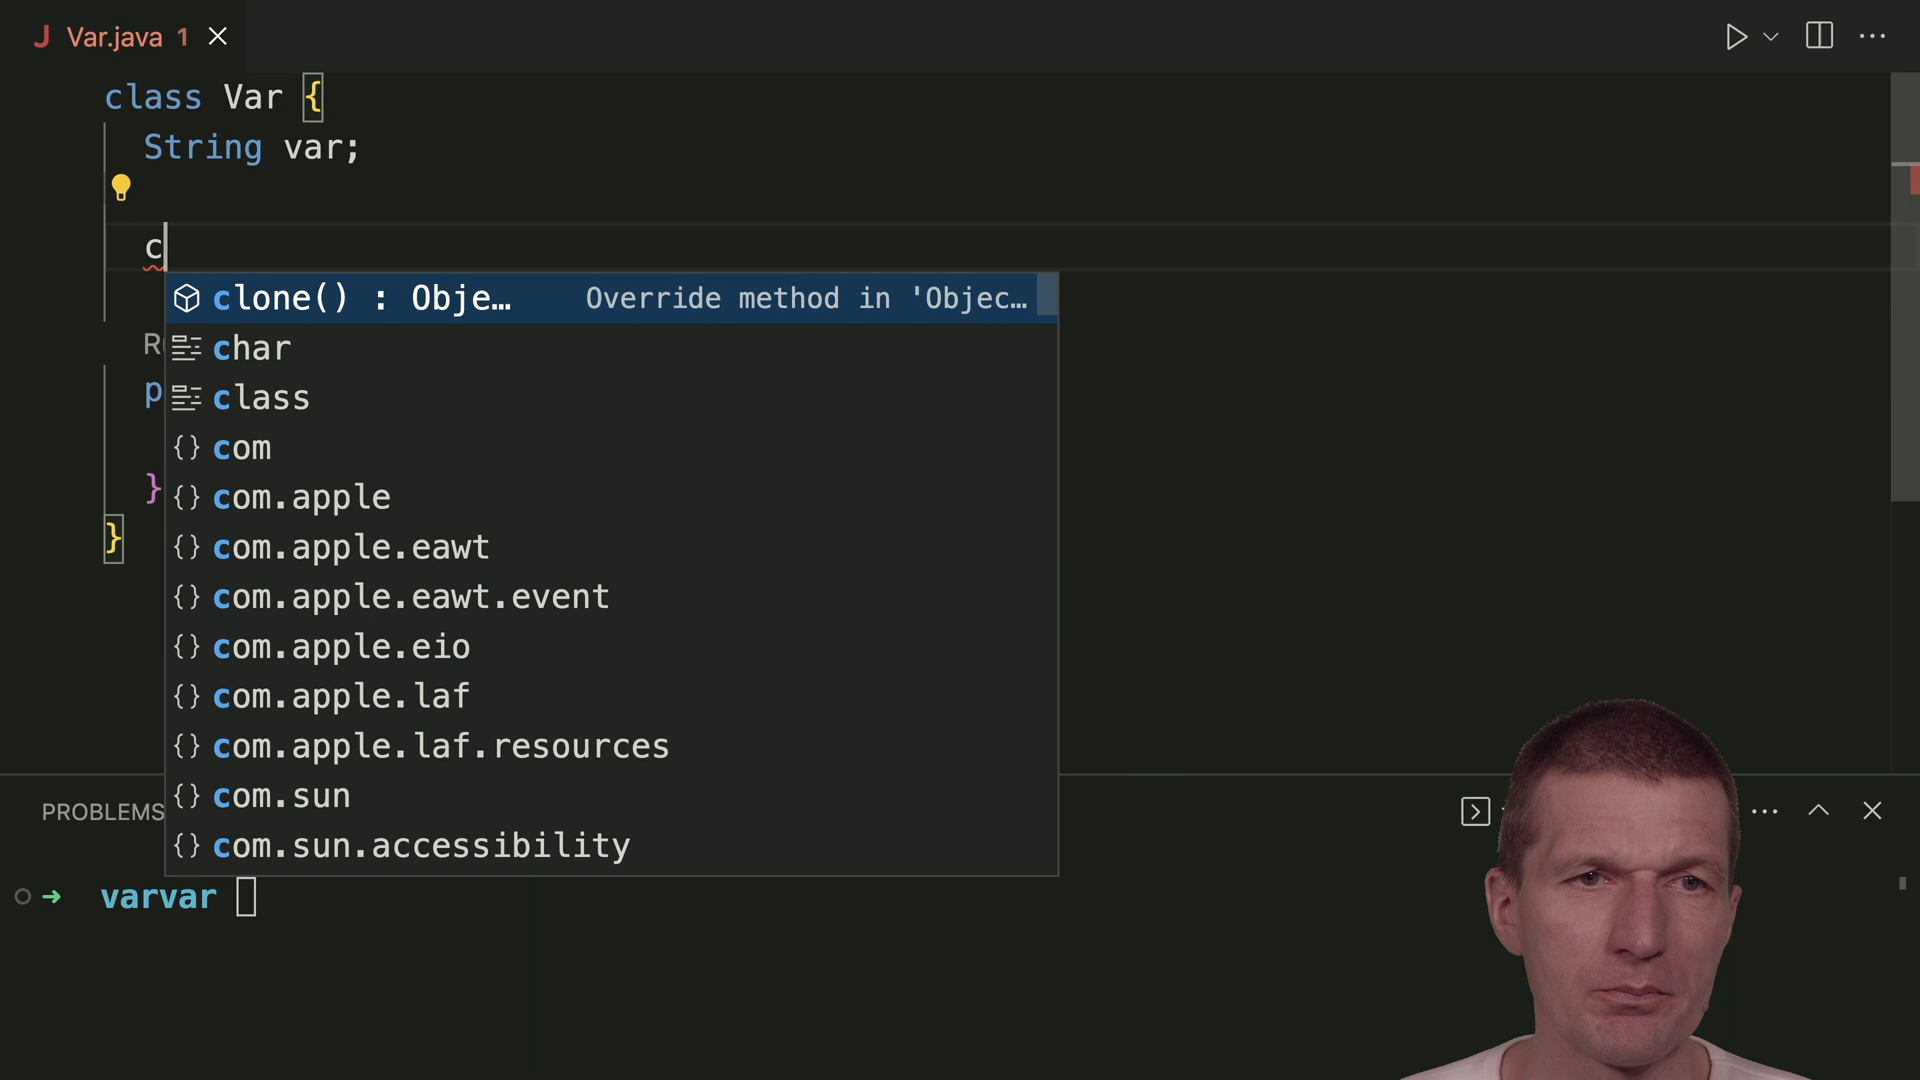 J Var.java 1
class Var {
String var;
c
clone() : Obje… Override method in 'Objec…
char
class
p
com
com.apple
}
com.apple.eawt
}
com.apple.eawt.event
com.apple.eio
com.apple.laf
com.apple.laf.resources
com.sun
PROBLEMS
com.sun.accessibility
varvar